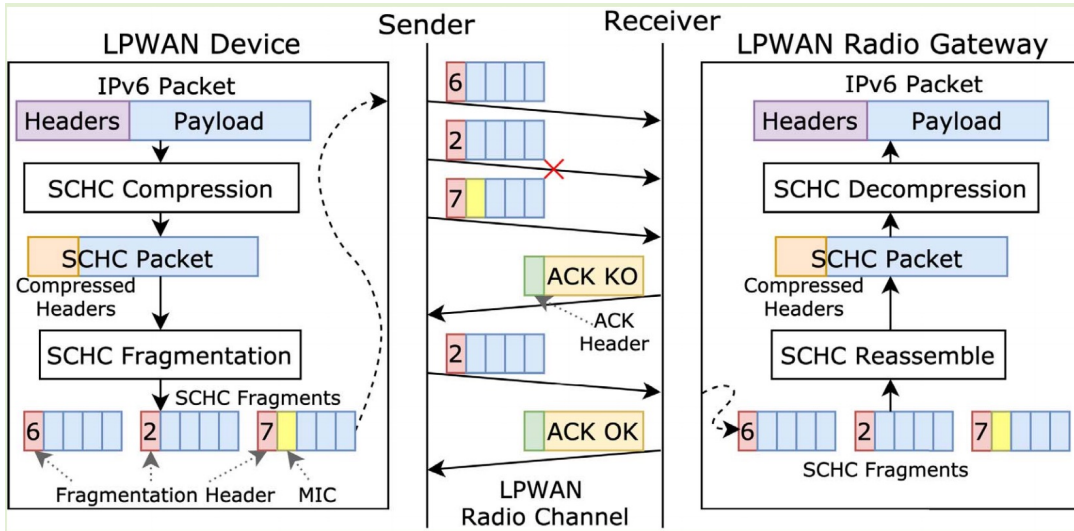 LPWAN Device
IPv6 Packet
Headers
Payload
SCHC Compression
SCHC Packet
Compressed
Headers
SCHC Fragmentation
SCHC Fragments
6
2
7
Fragmentation Header
MIC
Sender
Receiver
6
2
7
ACK KO
ACK
Header
2
ACK OK
LPWAN
Radio Channel
LPWAN Radio Gateway
IPv6 Packet
Headers
Payload
SCHC Decompression
SCHC Packet
Compressed
Headers
SCHC Reassemble
6
2
7
SCHC Fragments